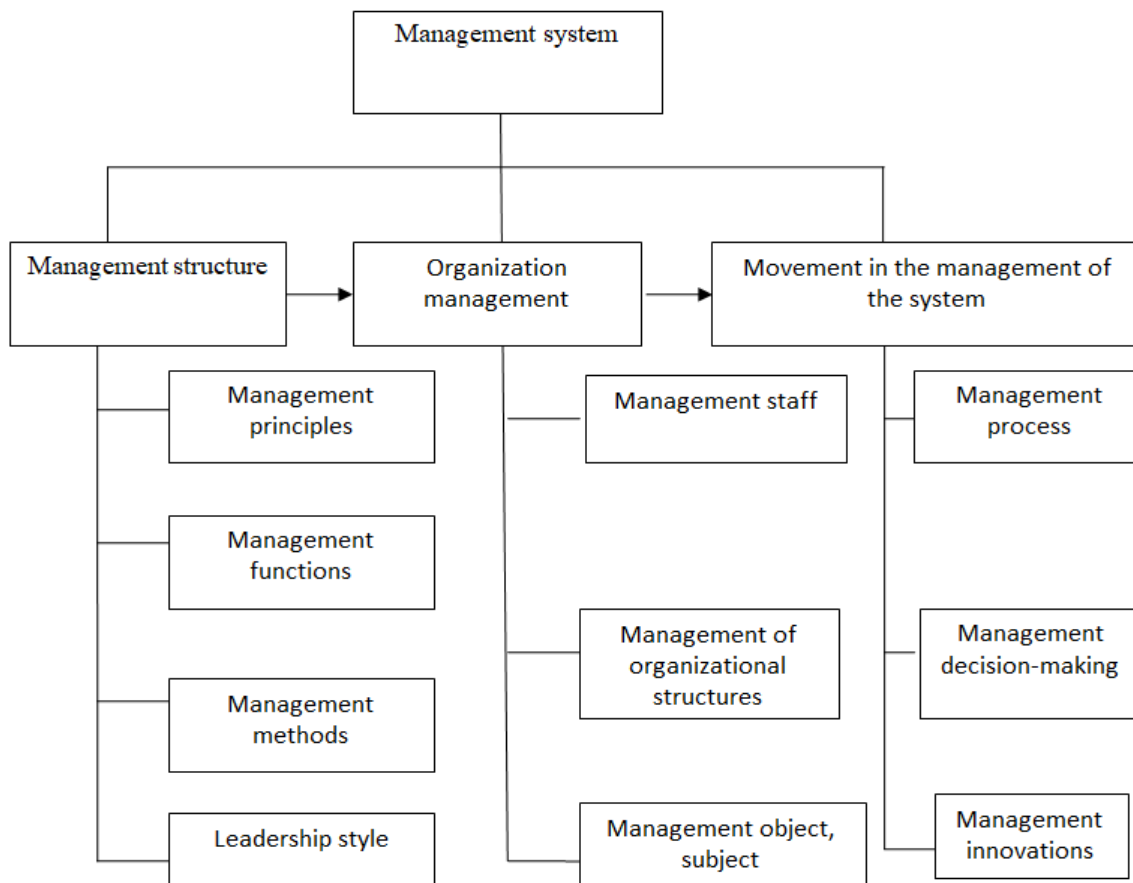 Management system
Management structure
Organization
management
Movement in the management of
the system
Management
principles
Management staff
Management
process
Management
functions
Management of
organizational
structures
Management
decision-making
Management
methods
Leadership style
Management object,
subject
Management
innovations